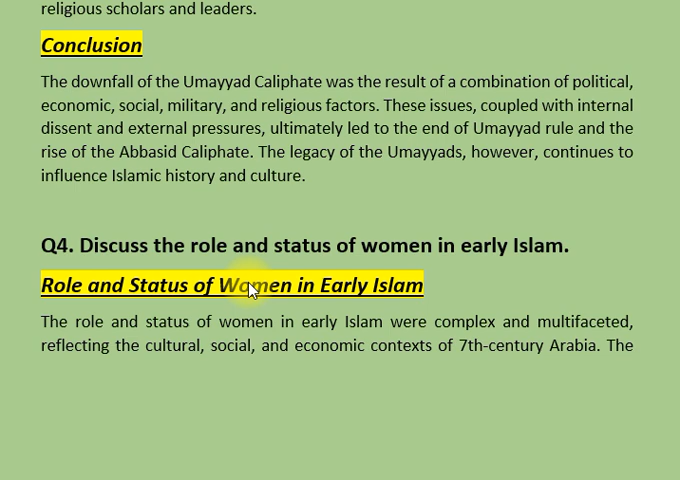 religious scholars and leaders.
Conclusion
The downfall of the Umayyad Caliphate was the result of a combination of political,
economic, social, military, and religious factors. These issues, coupled with internal
dissent and external pressures, ultimately led to the end of Umayyad rule and the
rise of the Abbasid Caliphate. The legacy of the Umayyads, however, continues to
influence Islamic history and culture.
Q4. Discuss the role and status of women in early Islam.
Role and Status of Women in Early Islam
The role and status of women in early Islam were complex and multifaceted,
reflecting the cultural, social, and economic contexts of 7th-century Arabia. The